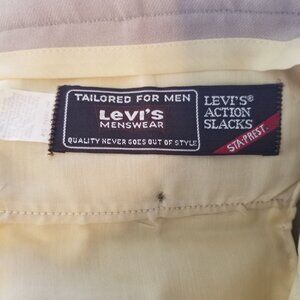 TAILORED FOR MEN
Levi's
MENSWEAR
QUALITY NEVER GOES OUT OF STYLE
LEVI'S®
ACTION
SLACKS
STA-PREST.